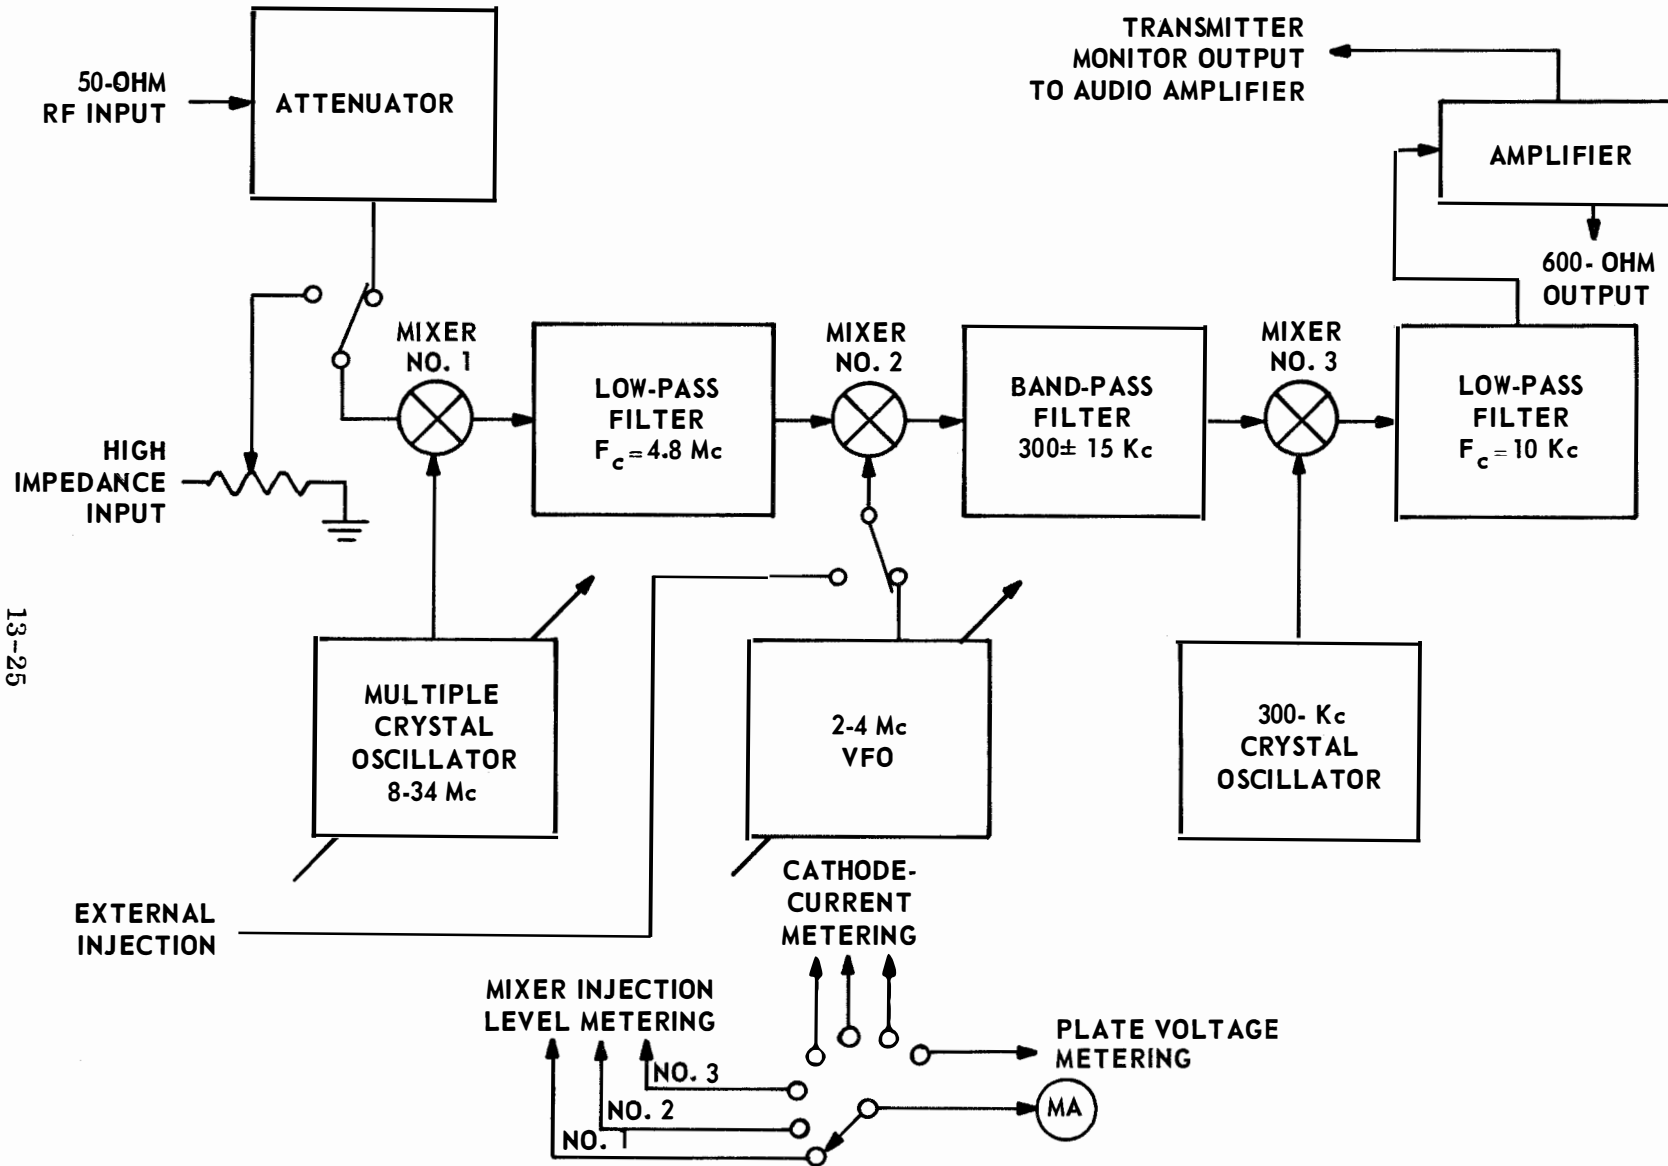 50-OHM
RF INPUT
ATTENUATOR
TRANSMITTER
MONITOR OUTPUT
TO AUDIO AMPLIFIER
AMPLIFIER
600- OHM
OUTPUT
MIXER
NO. 1
LOW-PASS
FILTER
Fc = 4.8 Mc
MIXER
NO. 2
BAND-PASS
FILTER
300± 15 Kc
MIXER
NO. 3
LOW-PASS
FILTER
Fc = 10 Kc
HIGH
IMPEDANCE
INPUT
13-25
MULTIPLE
CRYSTAL
OSCILLATOR
8-34 Mc
2-4 Mc
VFO
300- Kc
CRYSTAL
OSCILLATOR
EXTERNAL
INJECTION
CATHODE-
CURRENT
METERING
MIXER INJECTION
LEVEL METERING
NO. 3
NO. 2
NO. 1
PLATE VOLTAGE
METERING
MA